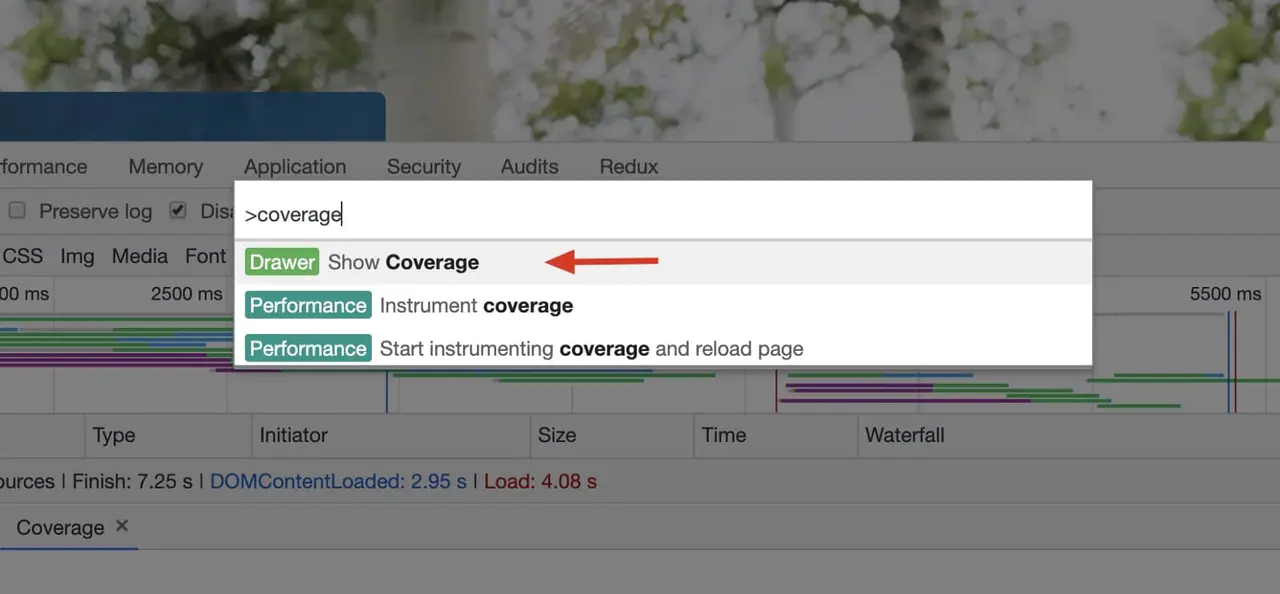 rformance Memory Application Security Audits Redux
Preserve log Disa
>coverage
CSS Img Media Font
Drawer Show Coverage
00 ms 2500 ms 5500 ms
Performance Instrument coverage
Performance Start instrumenting coverage and reload page
Type Initiator Size Time Waterfall
ources | Finish: 7.25 s | DOMContentLoaded: 2.95 s | Load: 4.08 s
Coverage ×